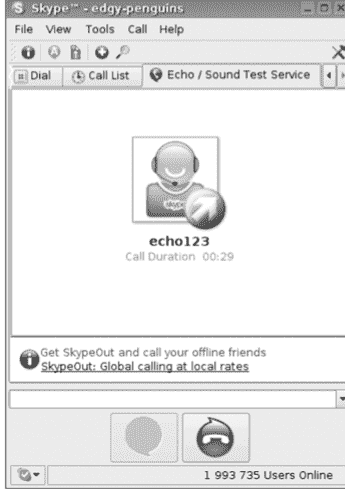 Skype™ - edgy-penguins
File View Tools Call Help
Dial Call List Echo / Sound Test Service
SKYPE
echo123
Call Duration 00:29
Get SkypeOut and call your offline friends
SkypeOut: Global calling at local rates
1 993 735 Users Online